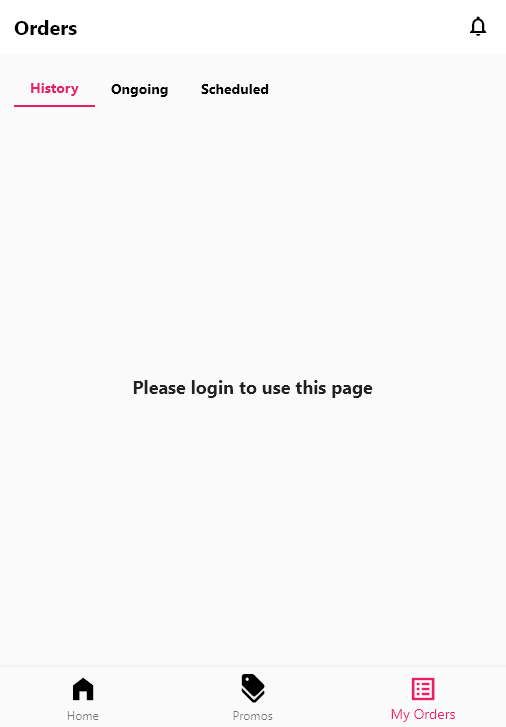 Orders
History Ongoing Scheduled
Please login to use this page
Home Promos My Orders